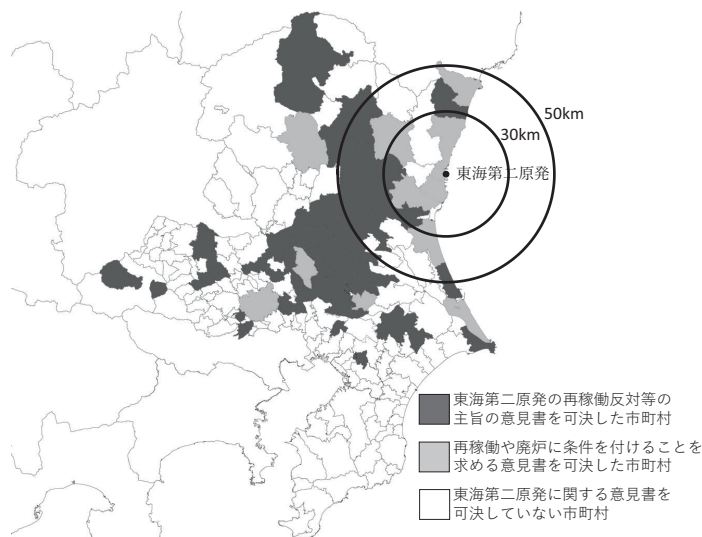 50km
30km
東海第二原発
東海第二原発の再稼働反対等の
主旨の意見書を可決した市町村
再稼働や廃炉に条件を付けることを
求める意見書を可決した市町村
東海第二原発に関する意見書を
可決していない市町村